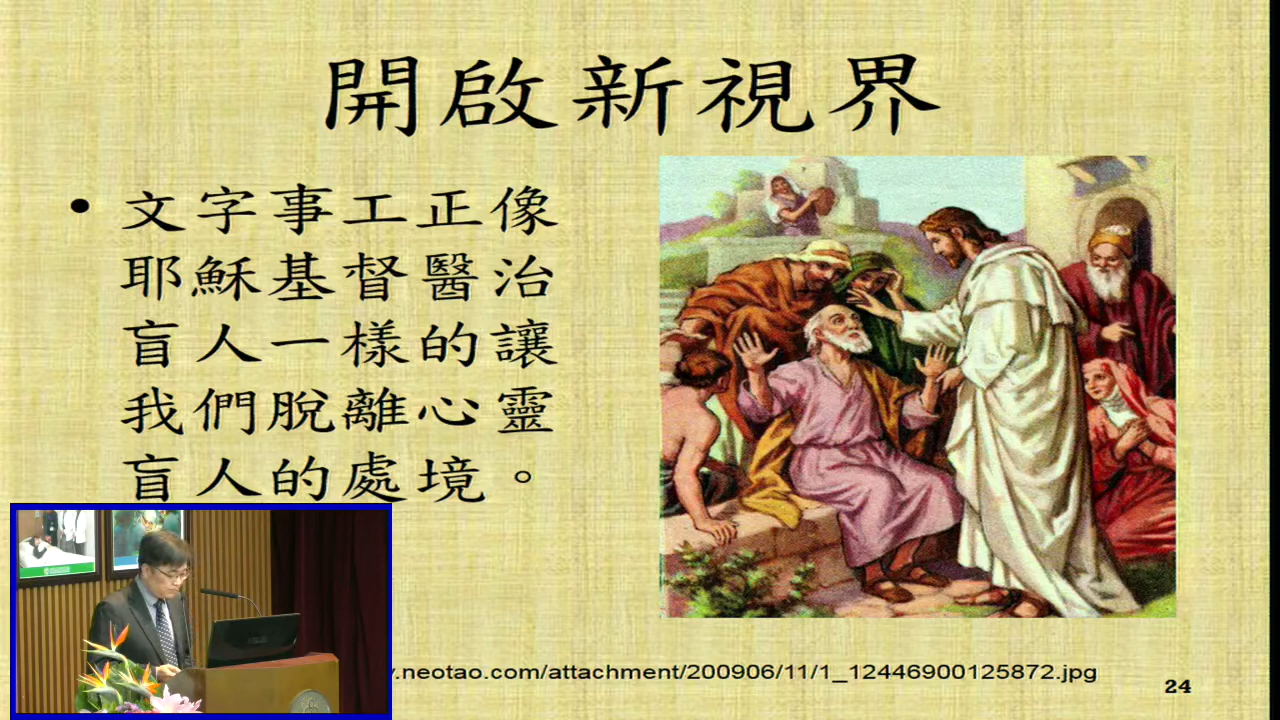 開啟新視界
• 文字事工正像
耶穌基督醫治
盲人一樣的讓
我們脫離心靈
盲人的處境。
.neotao.com/attachment/200906/11/1_12446900125872.jpg
24